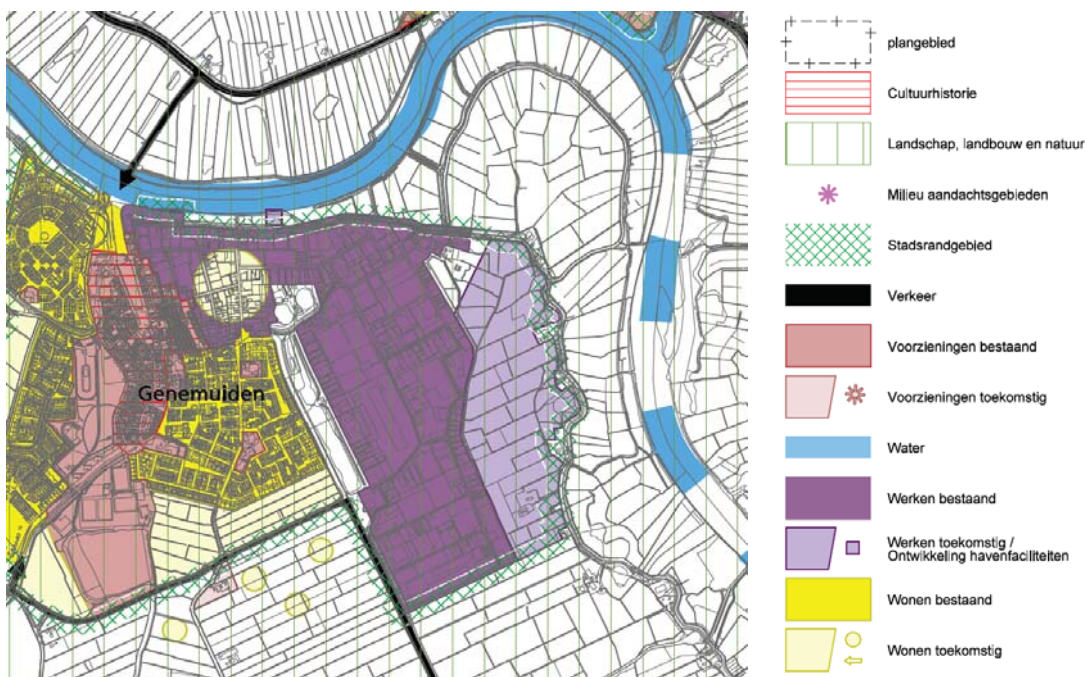 Genemuiden
plangebied
Cultuurhistorie
Landschap, landbouw en natuur
Milieu aandachtsgebieden
Stadsrandgebied
Verkeer
Voorzieningen bestaand
Voorzieningen toekomstig
Water
Werken bestaand
Werken toekomstig /
Ontwikkeling havenfaciliteiten
Wonen bestaand
Wonen toekomstig